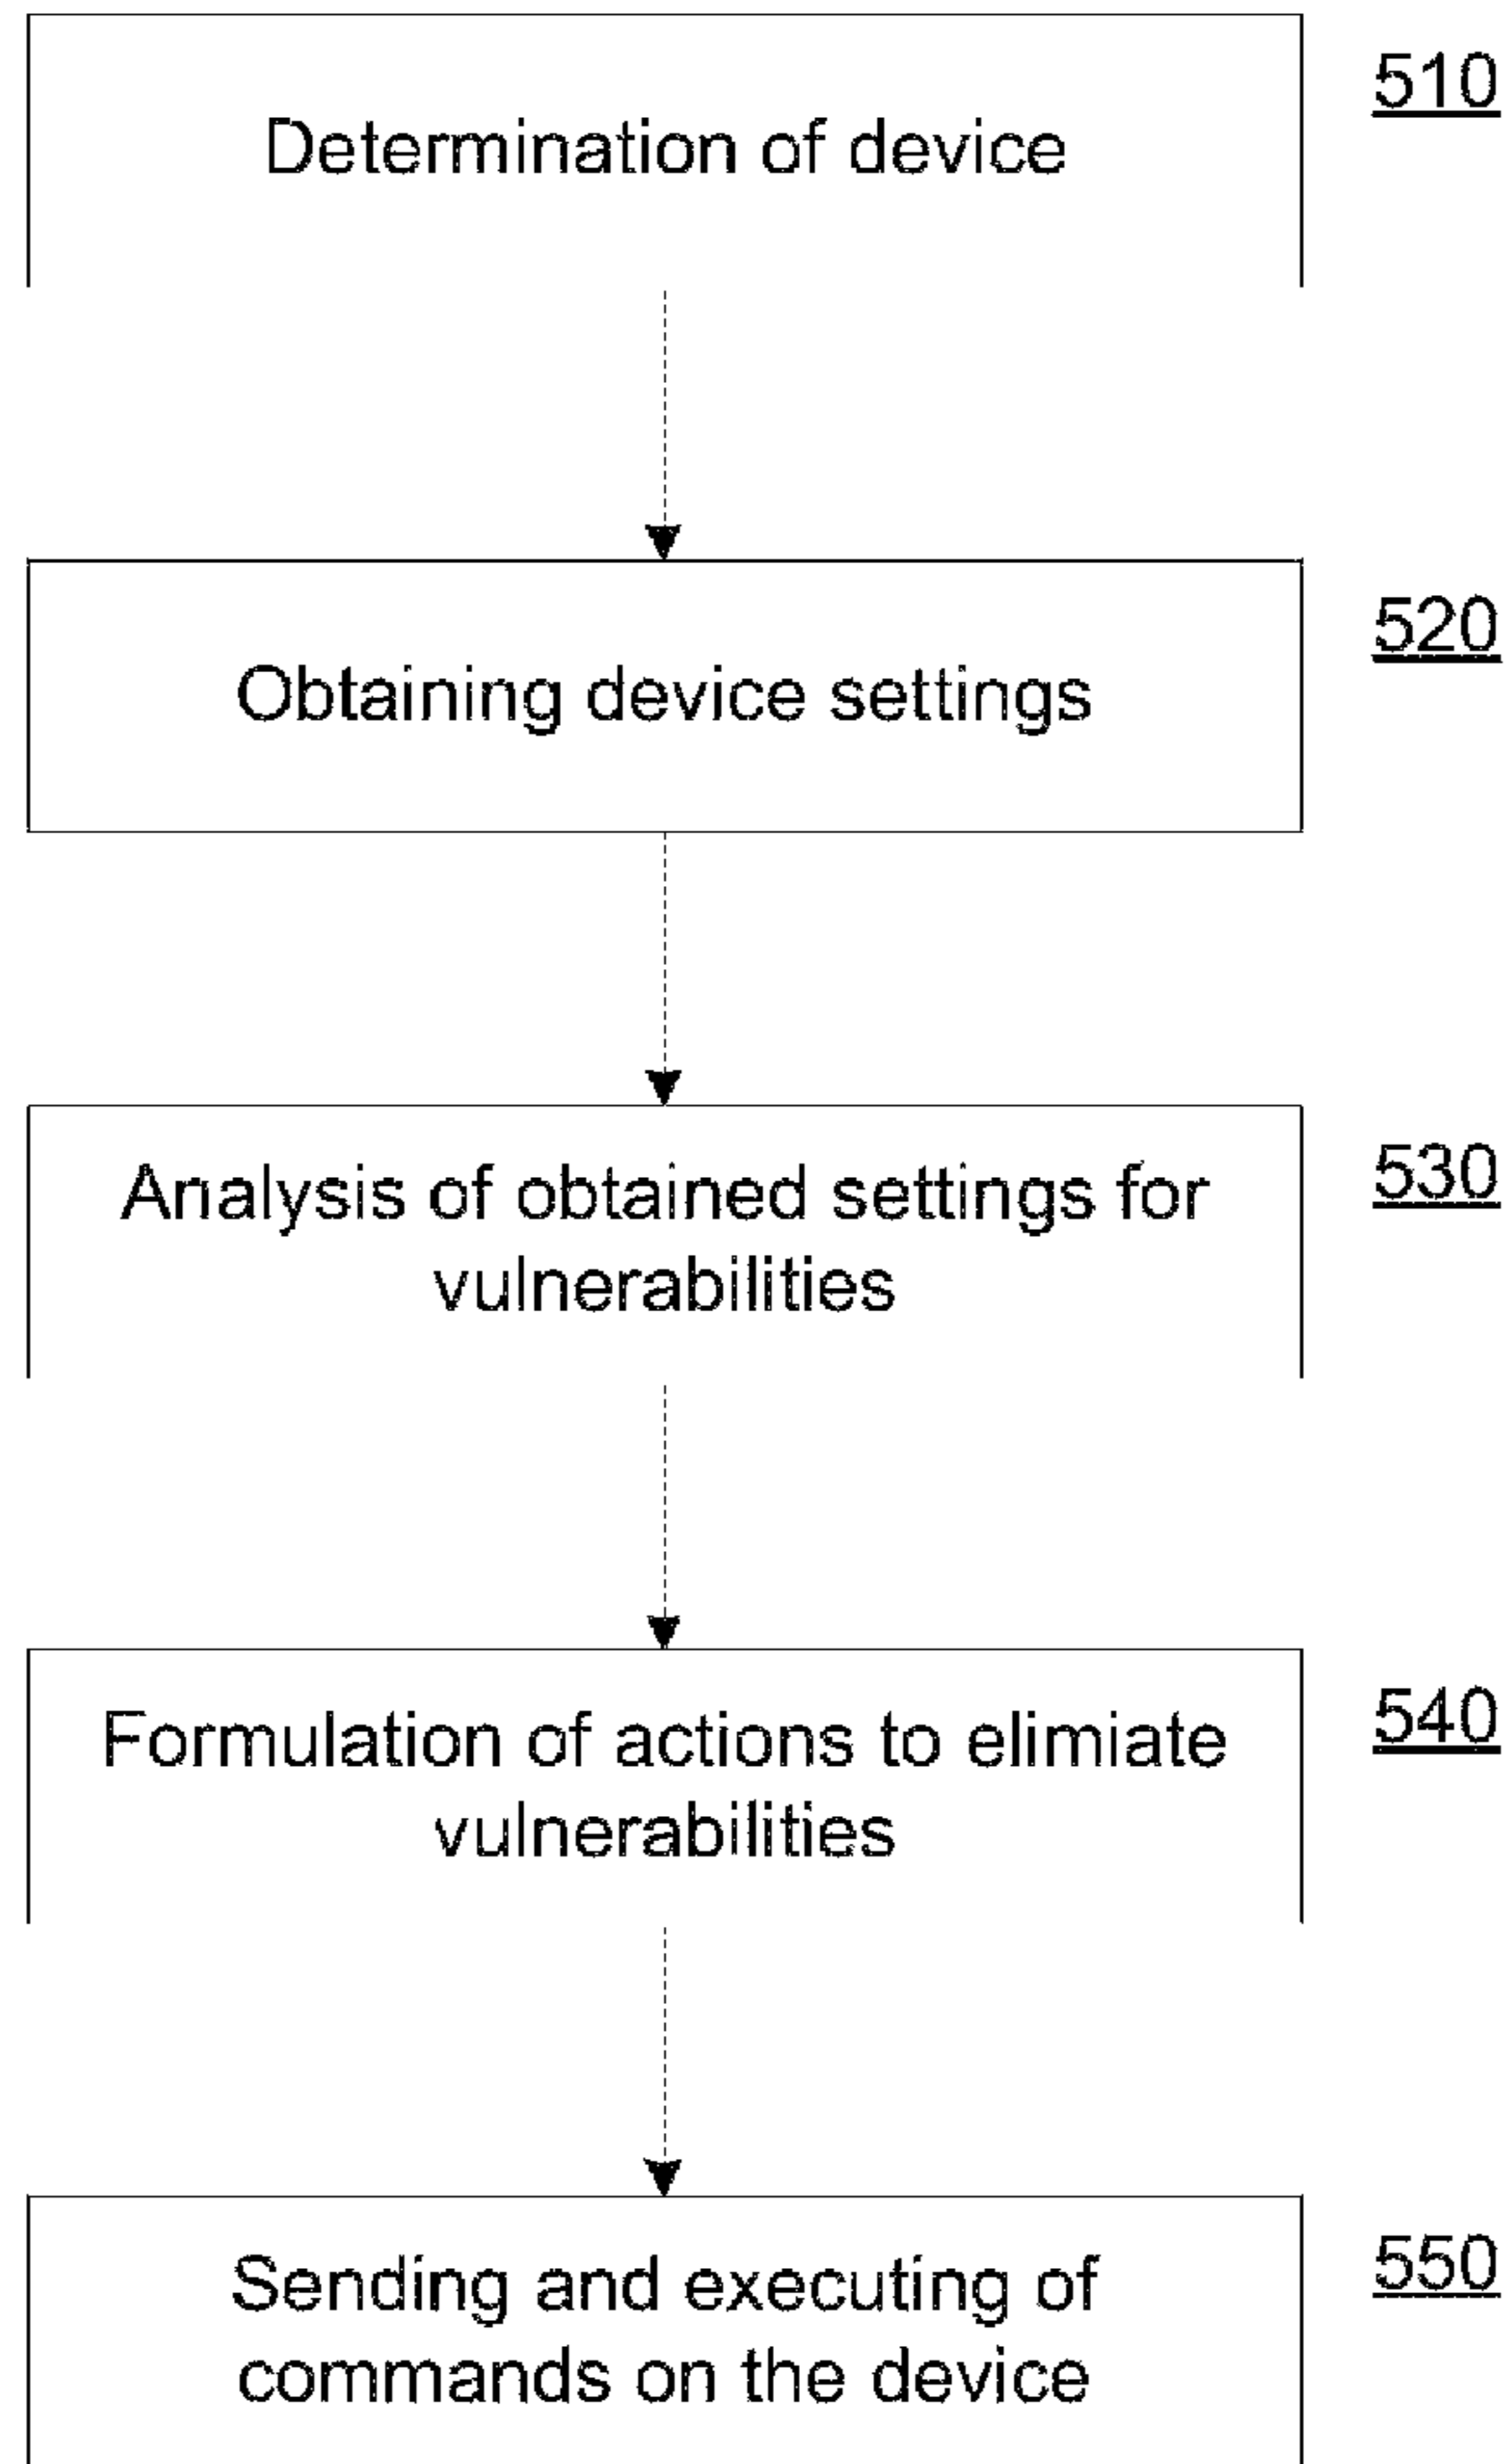 510
Determination of device
520
Obtaining device settings
530
Analysis of obtained settings for
vulnerabilities
540
Formulation of actions to elimiate
vulnerabilities
550
Sending and executing of
commands on the device